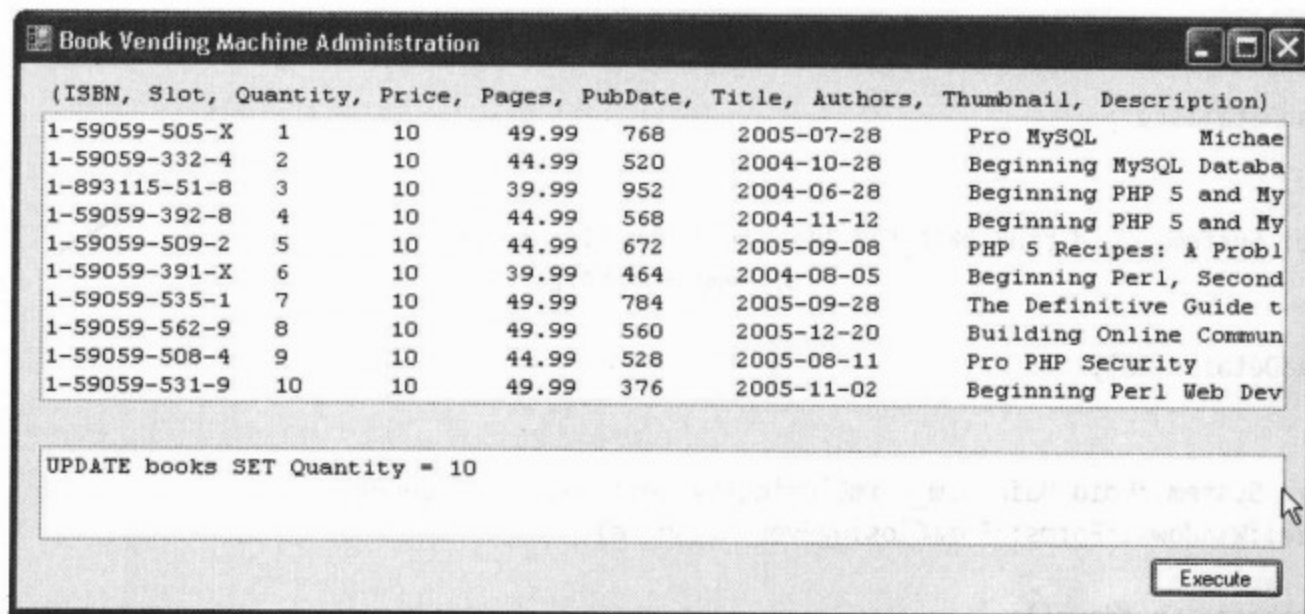 Book Vending Machine Administration
(ISBN, Slot, Quantity, Price, Pages, PubDate, Title, Authors, Thumbnail, Description)
1-59059-505-X 1 10 49.99 768 2005-07-28 Pro MySQL Michae
1-59059-332-4 2 10 44.99 520 2004-10-28 Beginning MySQL Databa
1-893115-51-8 3 10 39.99 952 2004-06-28 Beginning PHP 5 and My
1-59059-392-8 4 10 44.99 568 2004-11-12 Beginning PHP 5 and My
1-59059-509-2 5 10 44.99 672 2005-09-08 PHP 5 Recipes: A Probl
1-59059-391-X 6 10 39.99 464 2004-08-05 Beginning Perl, Second
1-59059-535-1 7 10 49.99 784 2005-09-28 The Definitive Guide t
1-59059-562-9 8 10 49.99 560 2005-12-20 Building Online Commun
1-59059-508-4 9 10 44.99 528 2005-08-11 Pro PHP Security
1-59059-531-9 10 10 49.99 376 2005-11-02 Beginning Perl Web Dev
UPDATE books SET Quantity = 10
Execute